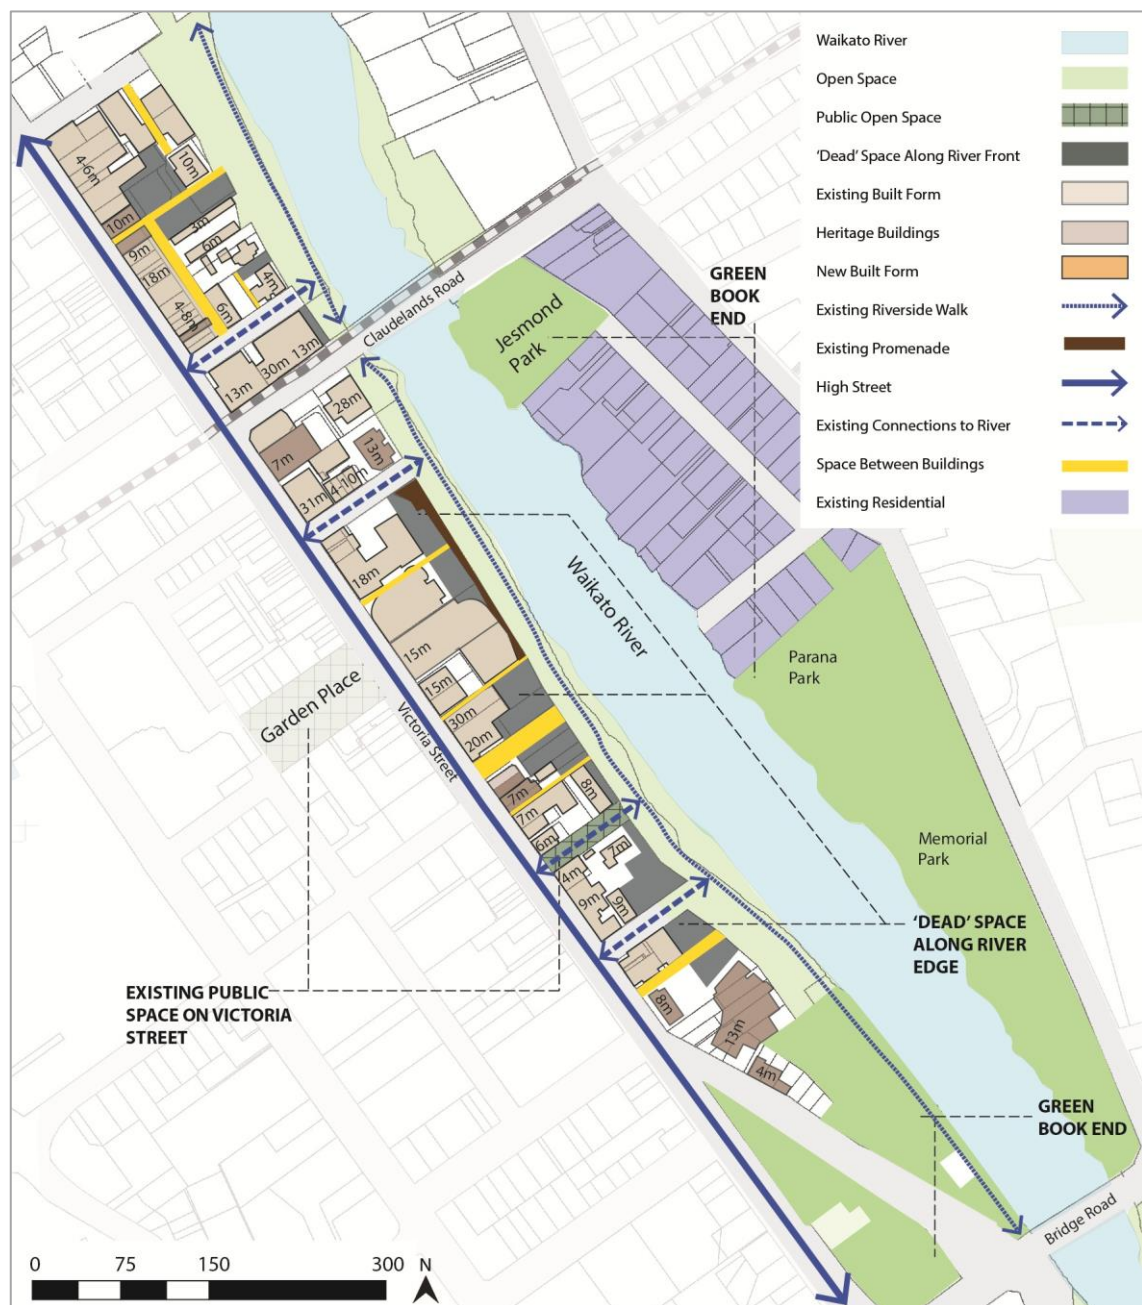 Waikato River
Open Space
Public Open Space
'Dead' Space Along River Front
Existing Built Form
Heritage Buildings
New Built Form
Existing Riverside Walk
Existing Promenade
High Street
Existing Connections to River
Space Between Buildings
Existing Residential
4-6m
10m
10m
9m
18m
4-8m
3m
6m
4m
6m
13m
30m
13m
Claudelands Road
GREEN
BOOK
END
Jesmond
Park
28m
7m
13m
31m
4-10m
18m
Waikato River
15m
15m
30m
20m
Garden Place
Victoria Street
Parana
Park
7m
8m
7m
6m
4m
7m
9m
9m
Memorial
Park
'DEAD' SPACE
ALONG RIVER
EDGE
EXISTING PUBLIC
SPACE ON VICTORIA
STREET
8m
13m
4m
GREEN
BOOK END
Bridge Road
0 75 150 300 N